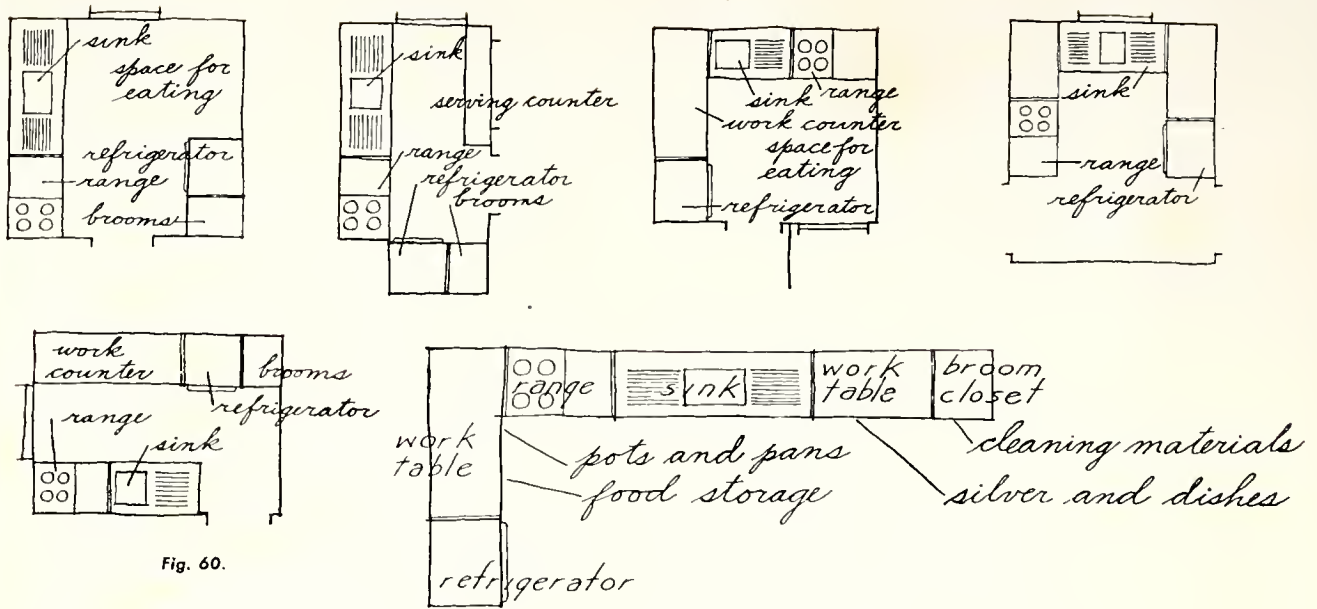 sink
space for
eating
refrigerator
range
brooms
sink
serving counter
range
refrigerator
brooms
sink
range
work counter
space for
eating
refrigerator
sink
range
refrigerator
work
counter
brooms
refrigerator
range
sink
range
sink
work
table
broom
closet
work
table
pots and pans
food storage
cleaning materials
silver and dishes
refrigerator
Fig. 60.